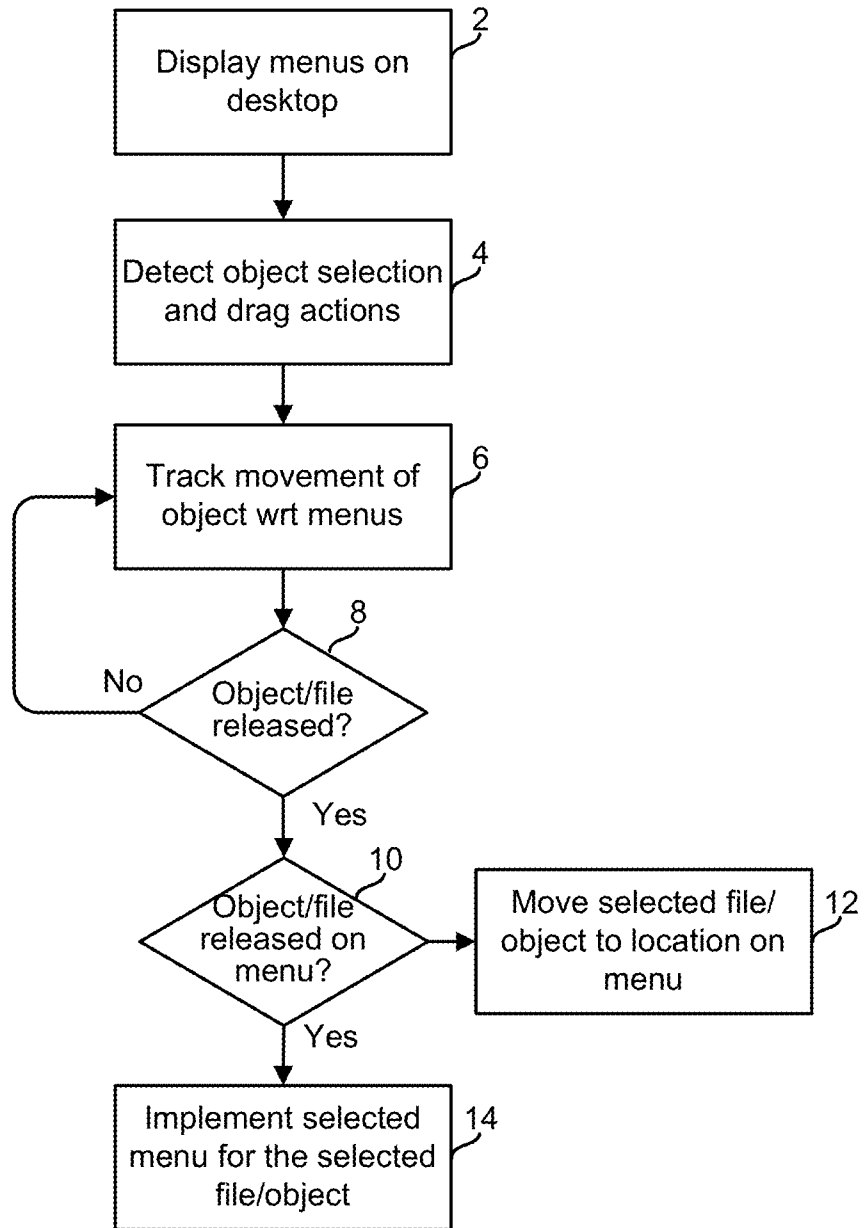 2
Display menus on
desktop
4
Detect object selection
and drag actions
6
Track movement of
object wrt menus
8
No
Object/file
released?
Yes
10
Object/file
released on
menu?
Move selected file/
object to location on
menu
12
Yes
Implement selected
menu for the selected
file/object
14